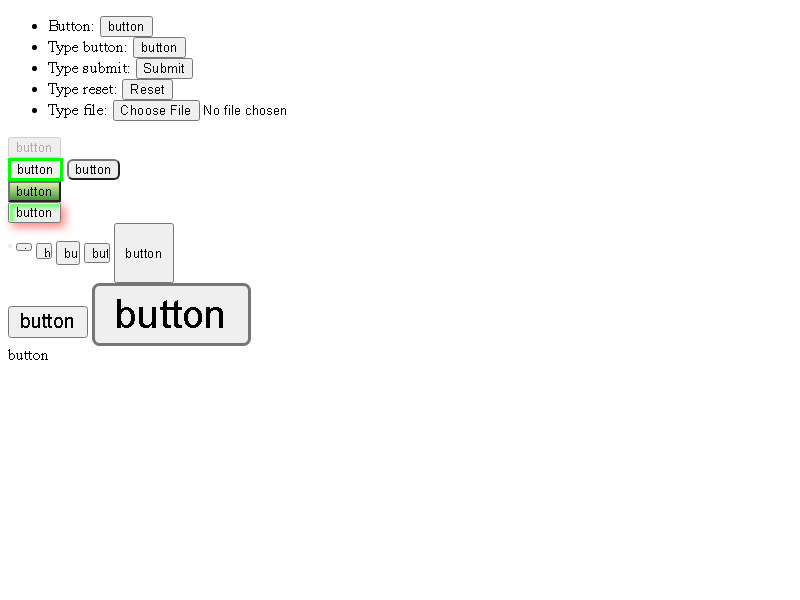 Button: button
Type button: button
Type submit: Submit
Type reset: Reset
Type file: Choose File No file chosen
button
button button
button
button
bu but button
button button
button